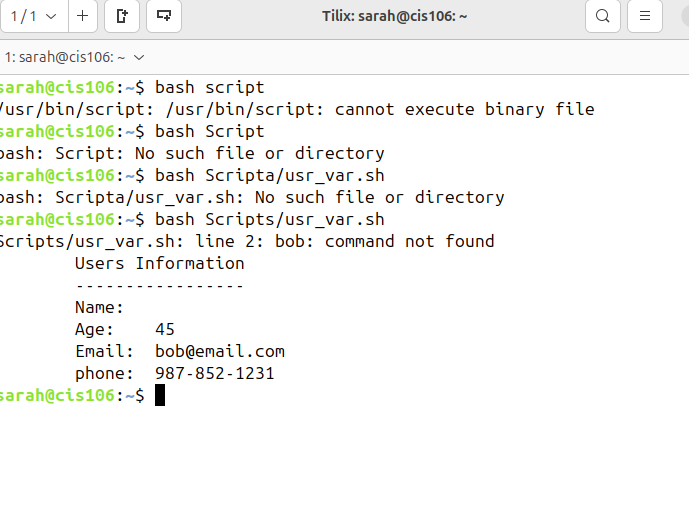 1 / 1
Tilix: sarah@cis106: ~
1: sarah@cis106: ~
sarah@cis106:~$ bash script
/usr/bin/script: /usr/bin/script: cannot execute binary file
sarah@cis106:~$ bash Script
bash: Script: No such file or directory
sarah@cis106:~$ bash Scripta/usr_var.sh
bash: Scripta/usr_var.sh: No such file or directory
sarah@cis106:~$ bash Scripts/usr_var.sh
Scripts/usr_var.sh: line 2: bob: command not found
Users Information
-----------------
Name:
Age: 45
Email: bob@email.com
phone: 987-852-1231
sarah@cis106:~$